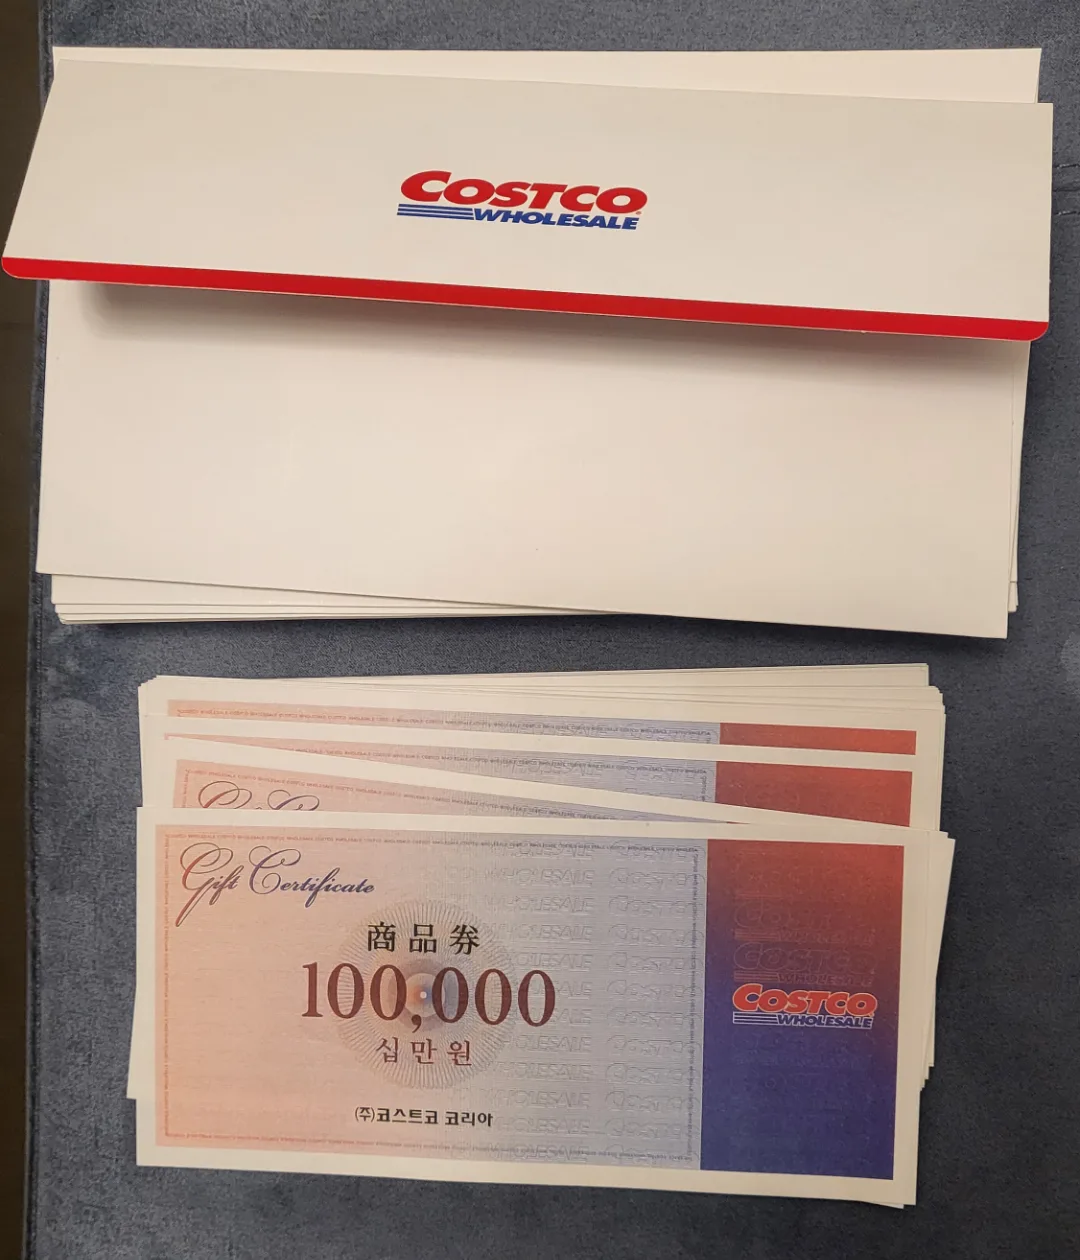 COSTCO
WHOLESALE
Gift Certificate
商品券
100,000
십만원
(주)코스트코 코리아
COSTCO
WHOLESALE